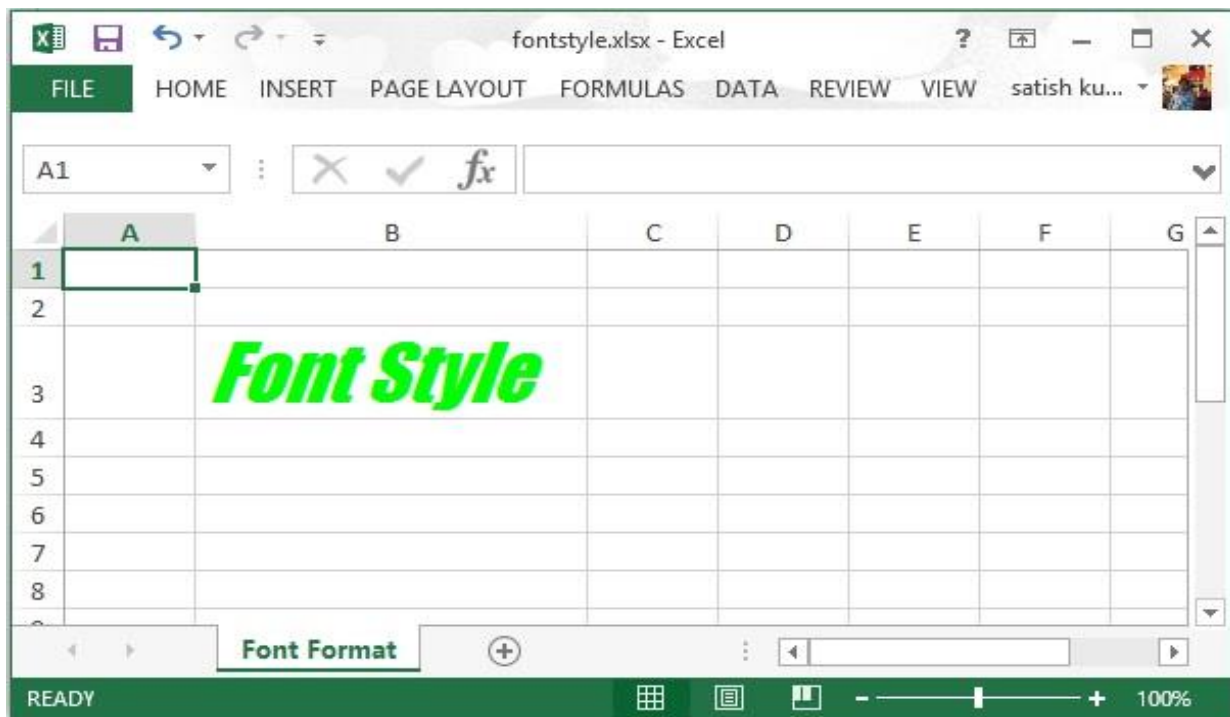 fontstyle.xlsx - Excel ?
FILE HOME INSERT PAGE LAYOUT FORMULAS DATA REVIEW VIEW satish ku...
A1 fx
A B C D E F G
1
2
3 Font Style
4
5
6
7
8
Font Format
READY 100%